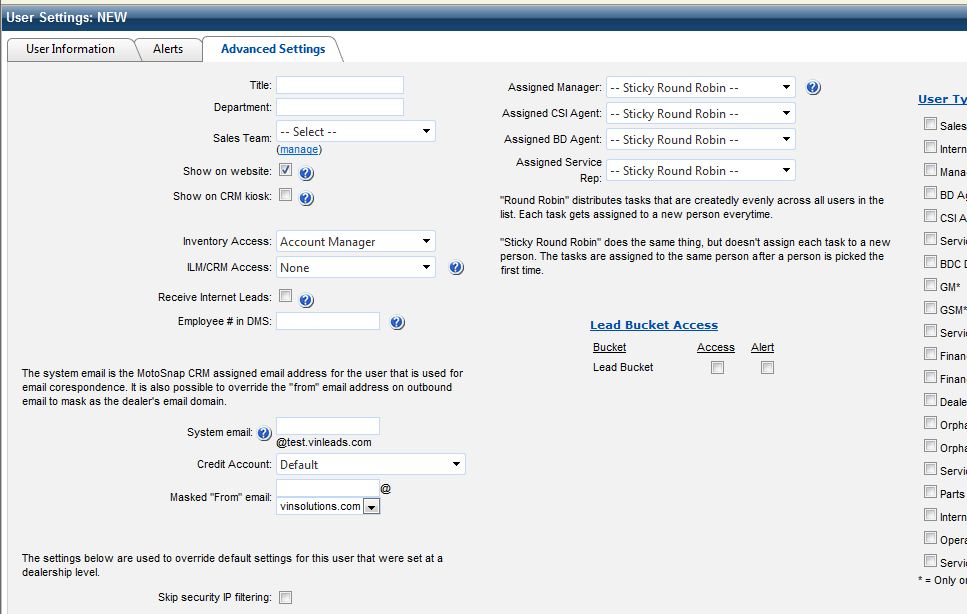 User Settings: NEW
User Information
Alerts
Advanced Settings
Title:
Department:
Sales Team:
-- Select --
(manage)
Show on website:
Show on CRM kiosk:
Inventory Access:
Account Manager
ILM/CRM Access:
None
Receive Internet Leads:
Employee # in DMS:
The system email is the MotoSnap CRM assigned email address for the user that is used for
email corespondence. It is also possible to override the "from" email address on outbound
email to mask as the dealer's email domain.
System email:
@test.vinleads.com
Credit Account:
Default
Masked "From" email:
@
vinsolutions.com
The settings below are used to override default settings for this user that were set at a
dealership level.
Skip security IP filtering:
Assigned Manager:
-- Sticky Round Robin --
Assigned CSI Agent:
-- Sticky Round Robin --
Assigned BD Agent:
-- Sticky Round Robin --
Assigned Service
Rep:
-- Sticky Round Robin --
"Round Robin" distributes tasks that are createdly evenly across all users in the
list. Each task gets assigned to a new person everytime.
"Sticky Round Robin" does the same thing, but doesn't assign each task to a new
person. The tasks are assigned to the same person after a person is picked the
first time.
Lead Bucket Access
Bucket Access Alert
Lead Bucket
User Ty
Sales
Intern
Mana
BD Ag
CSI A
Servi
BDC D
GM*
GSM*
Servi
Finan
Finan
Deale
Orpha
Orpha
Servi
Parts
Intern
Opera
Servi
* = Only o